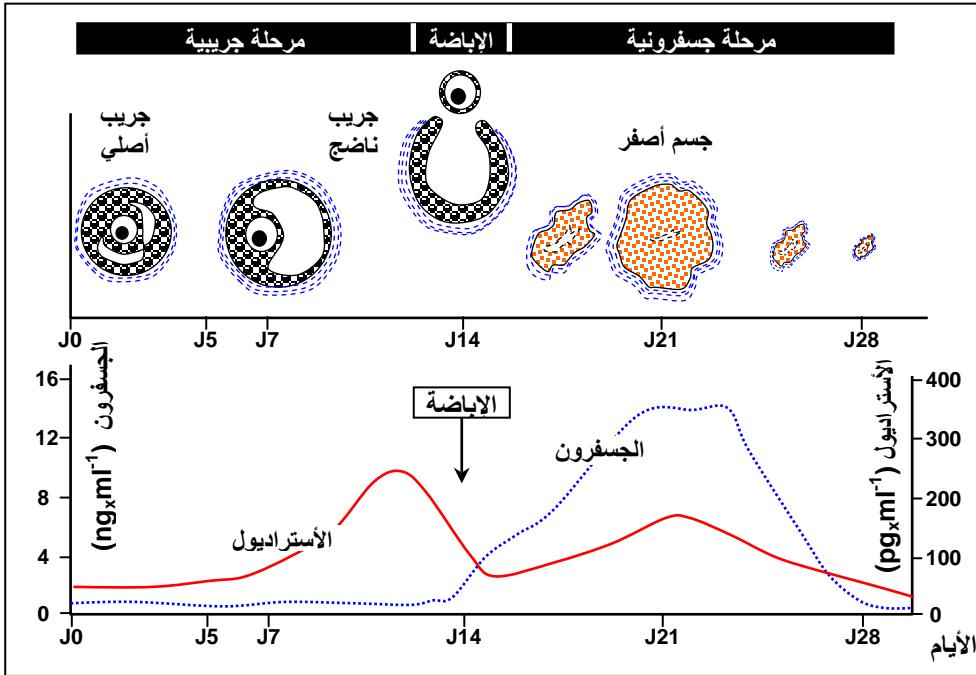 مرحلة جريبية
الإباضة
مرحلة جسفرونية
جريب
أصلي
جريب
ناضج
جسم أصفر
J0 J5 J7 J14 J21 J28
الجسفرون (ng×ml⁻¹)
16
12
8
4
0
الأستراديول (pg×ml⁻¹)
400
350
200
100
0
الإباضة
الجسفرون
الأستراديول
J0 J5 J7 J14 J21 J28
الأيام